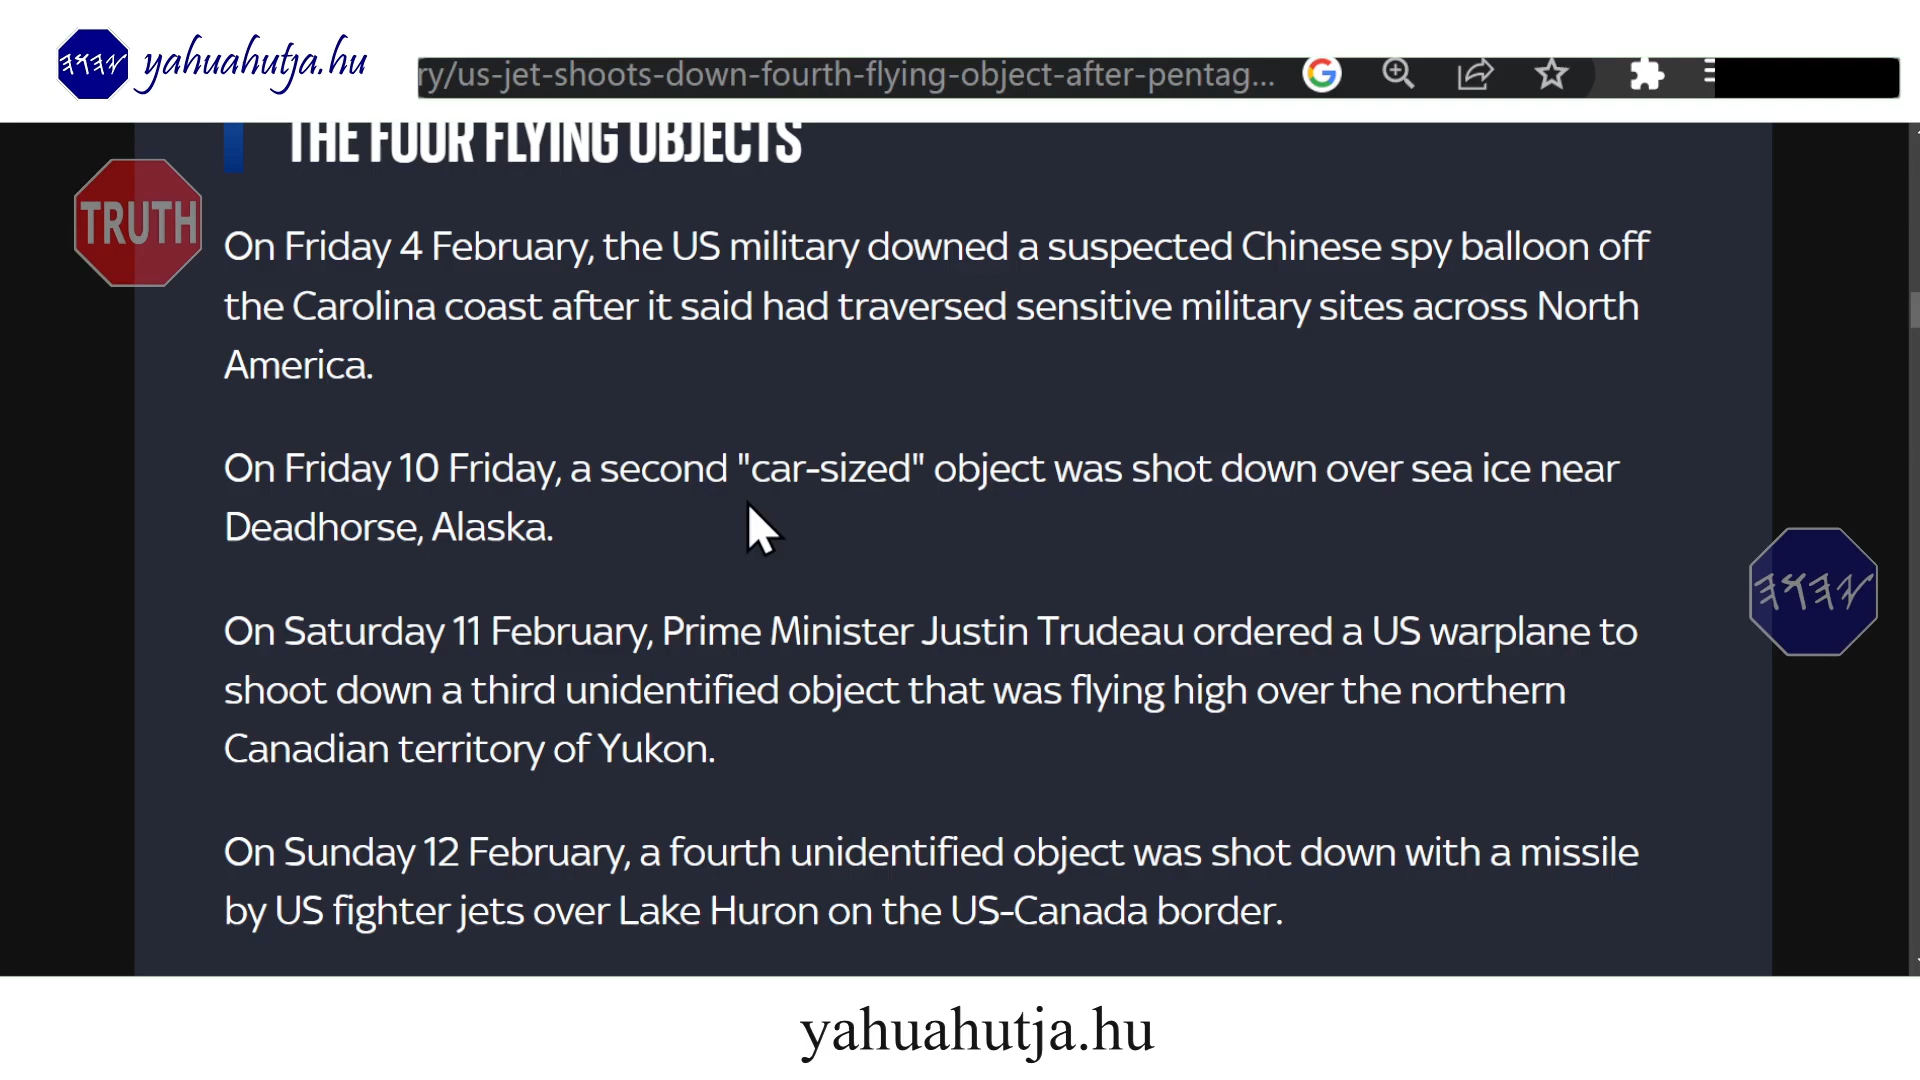 yahuahutja.hu
ry/us-jet-shoots-down-fourth-flying-object-after-pentag...
THE FOUR FLYING OBJECTS
TRUTH
On Friday 4 February, the US military downed a suspected Chinese spy balloon off
the Carolina coast after it said had traversed sensitive military sites across North
America.
On Friday 10 Friday, a second "car-sized" object was shot down over sea ice near
Deadhorse, Alaska.
On Saturday 11 February, Prime Minister Justin Trudeau ordered a US warplane to
shoot down a third unidentified object that was flying high over the northern
Canadian territory of Yukon.
On Sunday 12 February, a fourth unidentified object was shot down with a missile
by US fighter jets over Lake Huron on the US-Canada border.
yahuahutja.hu